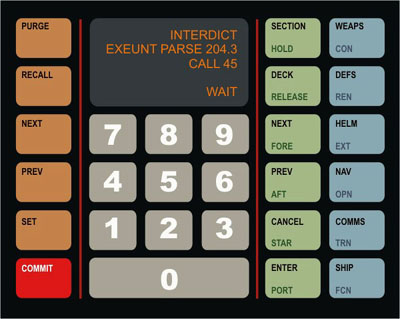 PURGE
RECALL
NEXT
PREV
SET
COMMIT
INTERDICT
EXEUNT PARSE 204.3
CALL 45
WAIT
7 8 9
4 5 6
1 2 3
0
SECTION
HOLD
DECK
RELEASE
NEXT
FORE
PREV
AFT
CANCEL
STAR
ENTER
PORT
WEAPS
CON
DEFS
REN
HELM
EXT
NAV
OPN
COMMS
TRN
SHIP
FCN